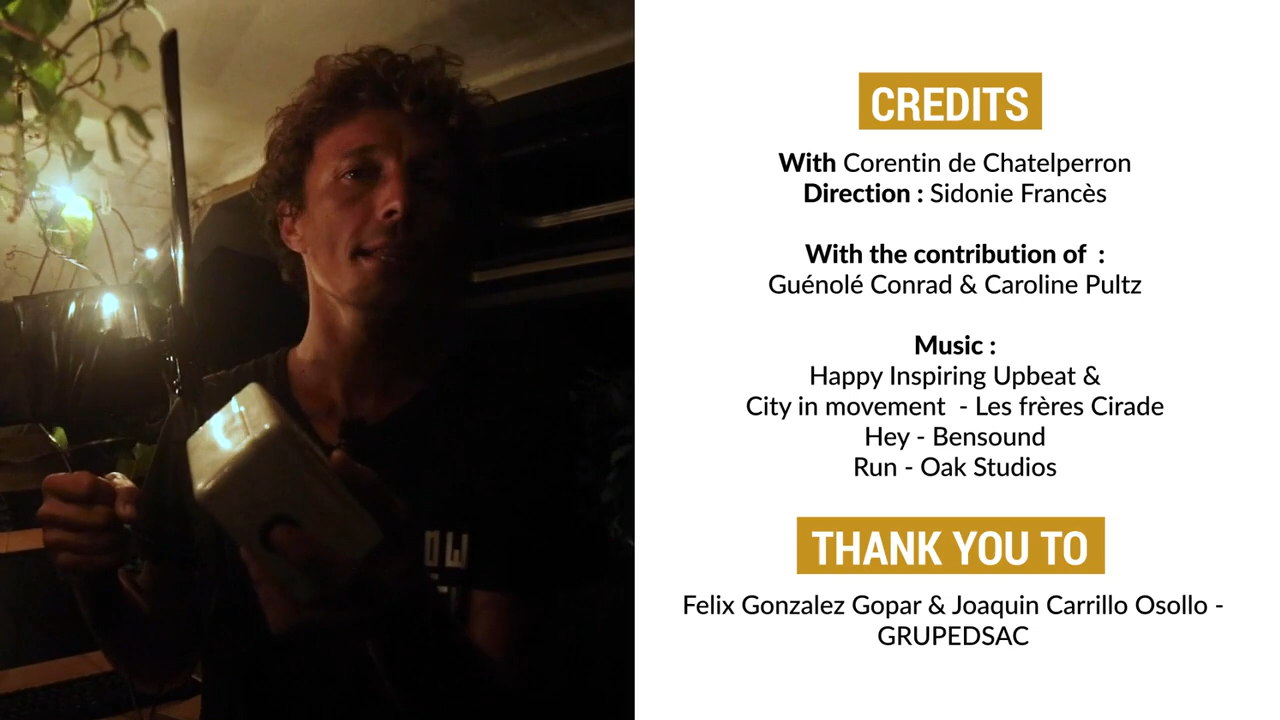 CREDITS
With Corentin de Chatelperron
Direction : Sidonie Francès
With the contribution of :
Guénolé Conrad & Caroline Pultz
Music :
Happy Inspiring Upbeat &
City in movement - Les frères Cirade
Hey - Bensound
Run - Oak Studios
THANK YOU TO
Felix Gonzalez Gopar & Joaquin Carrillo Osollo -
GRUPEDSAC